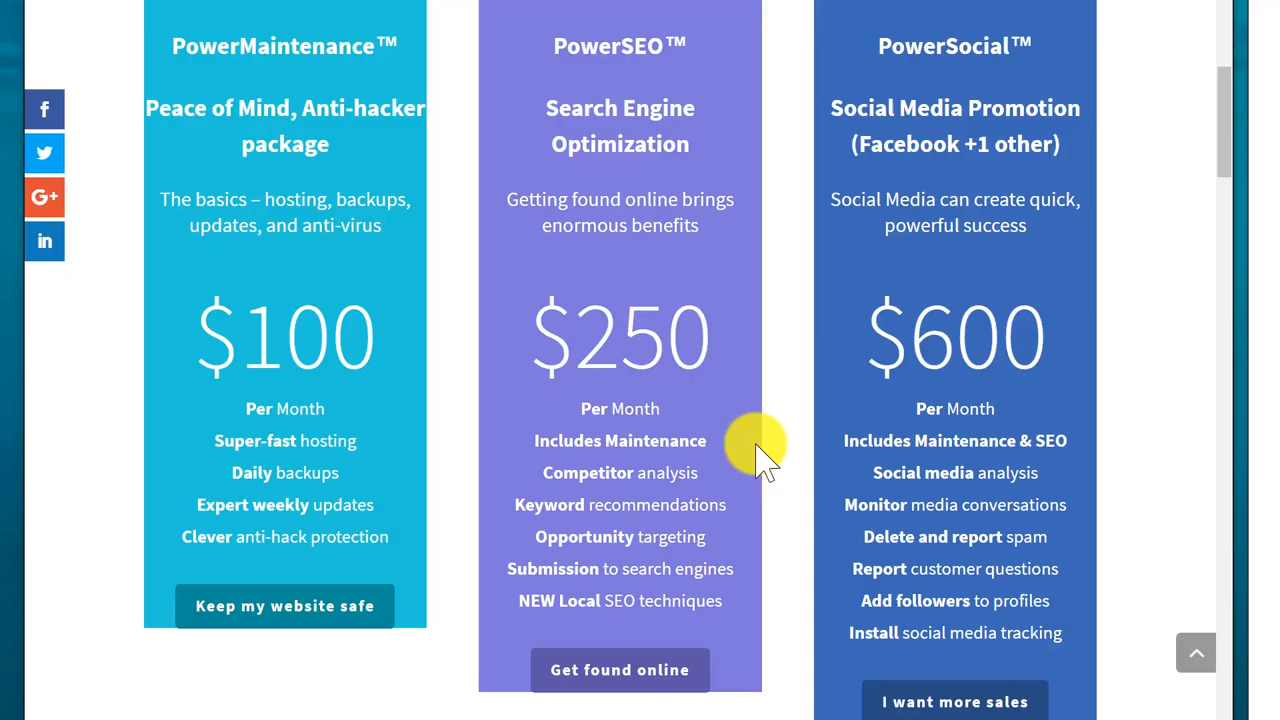 PowerMaintenance™
Peace of Mind, Anti-hacker
package
The basics – hosting, backups,
updates, and anti-virus
$100
Per Month
Super-fast hosting
Daily backups
Expert weekly updates
Clever anti-hack protection
Keep my website safe
PowerSEO™
Search Engine
Optimization
Getting found online brings
enormous benefits
$250
Per Month
Includes Maintenance
Competitor analysis
Keyword recommendations
Opportunity targeting
Submission to search engines
NEW Local SEO techniques
Get found online
PowerSocial™
Social Media Promotion
(Facebook +1 other)
Social Media can create quick,
powerful success
$600
Per Month
Includes Maintenance & SEO
Social media analysis
Monitor media conversations
Delete and report spam
Report customer questions
Add followers to profiles
Install social media tracking
I want more sales
f
G+
in